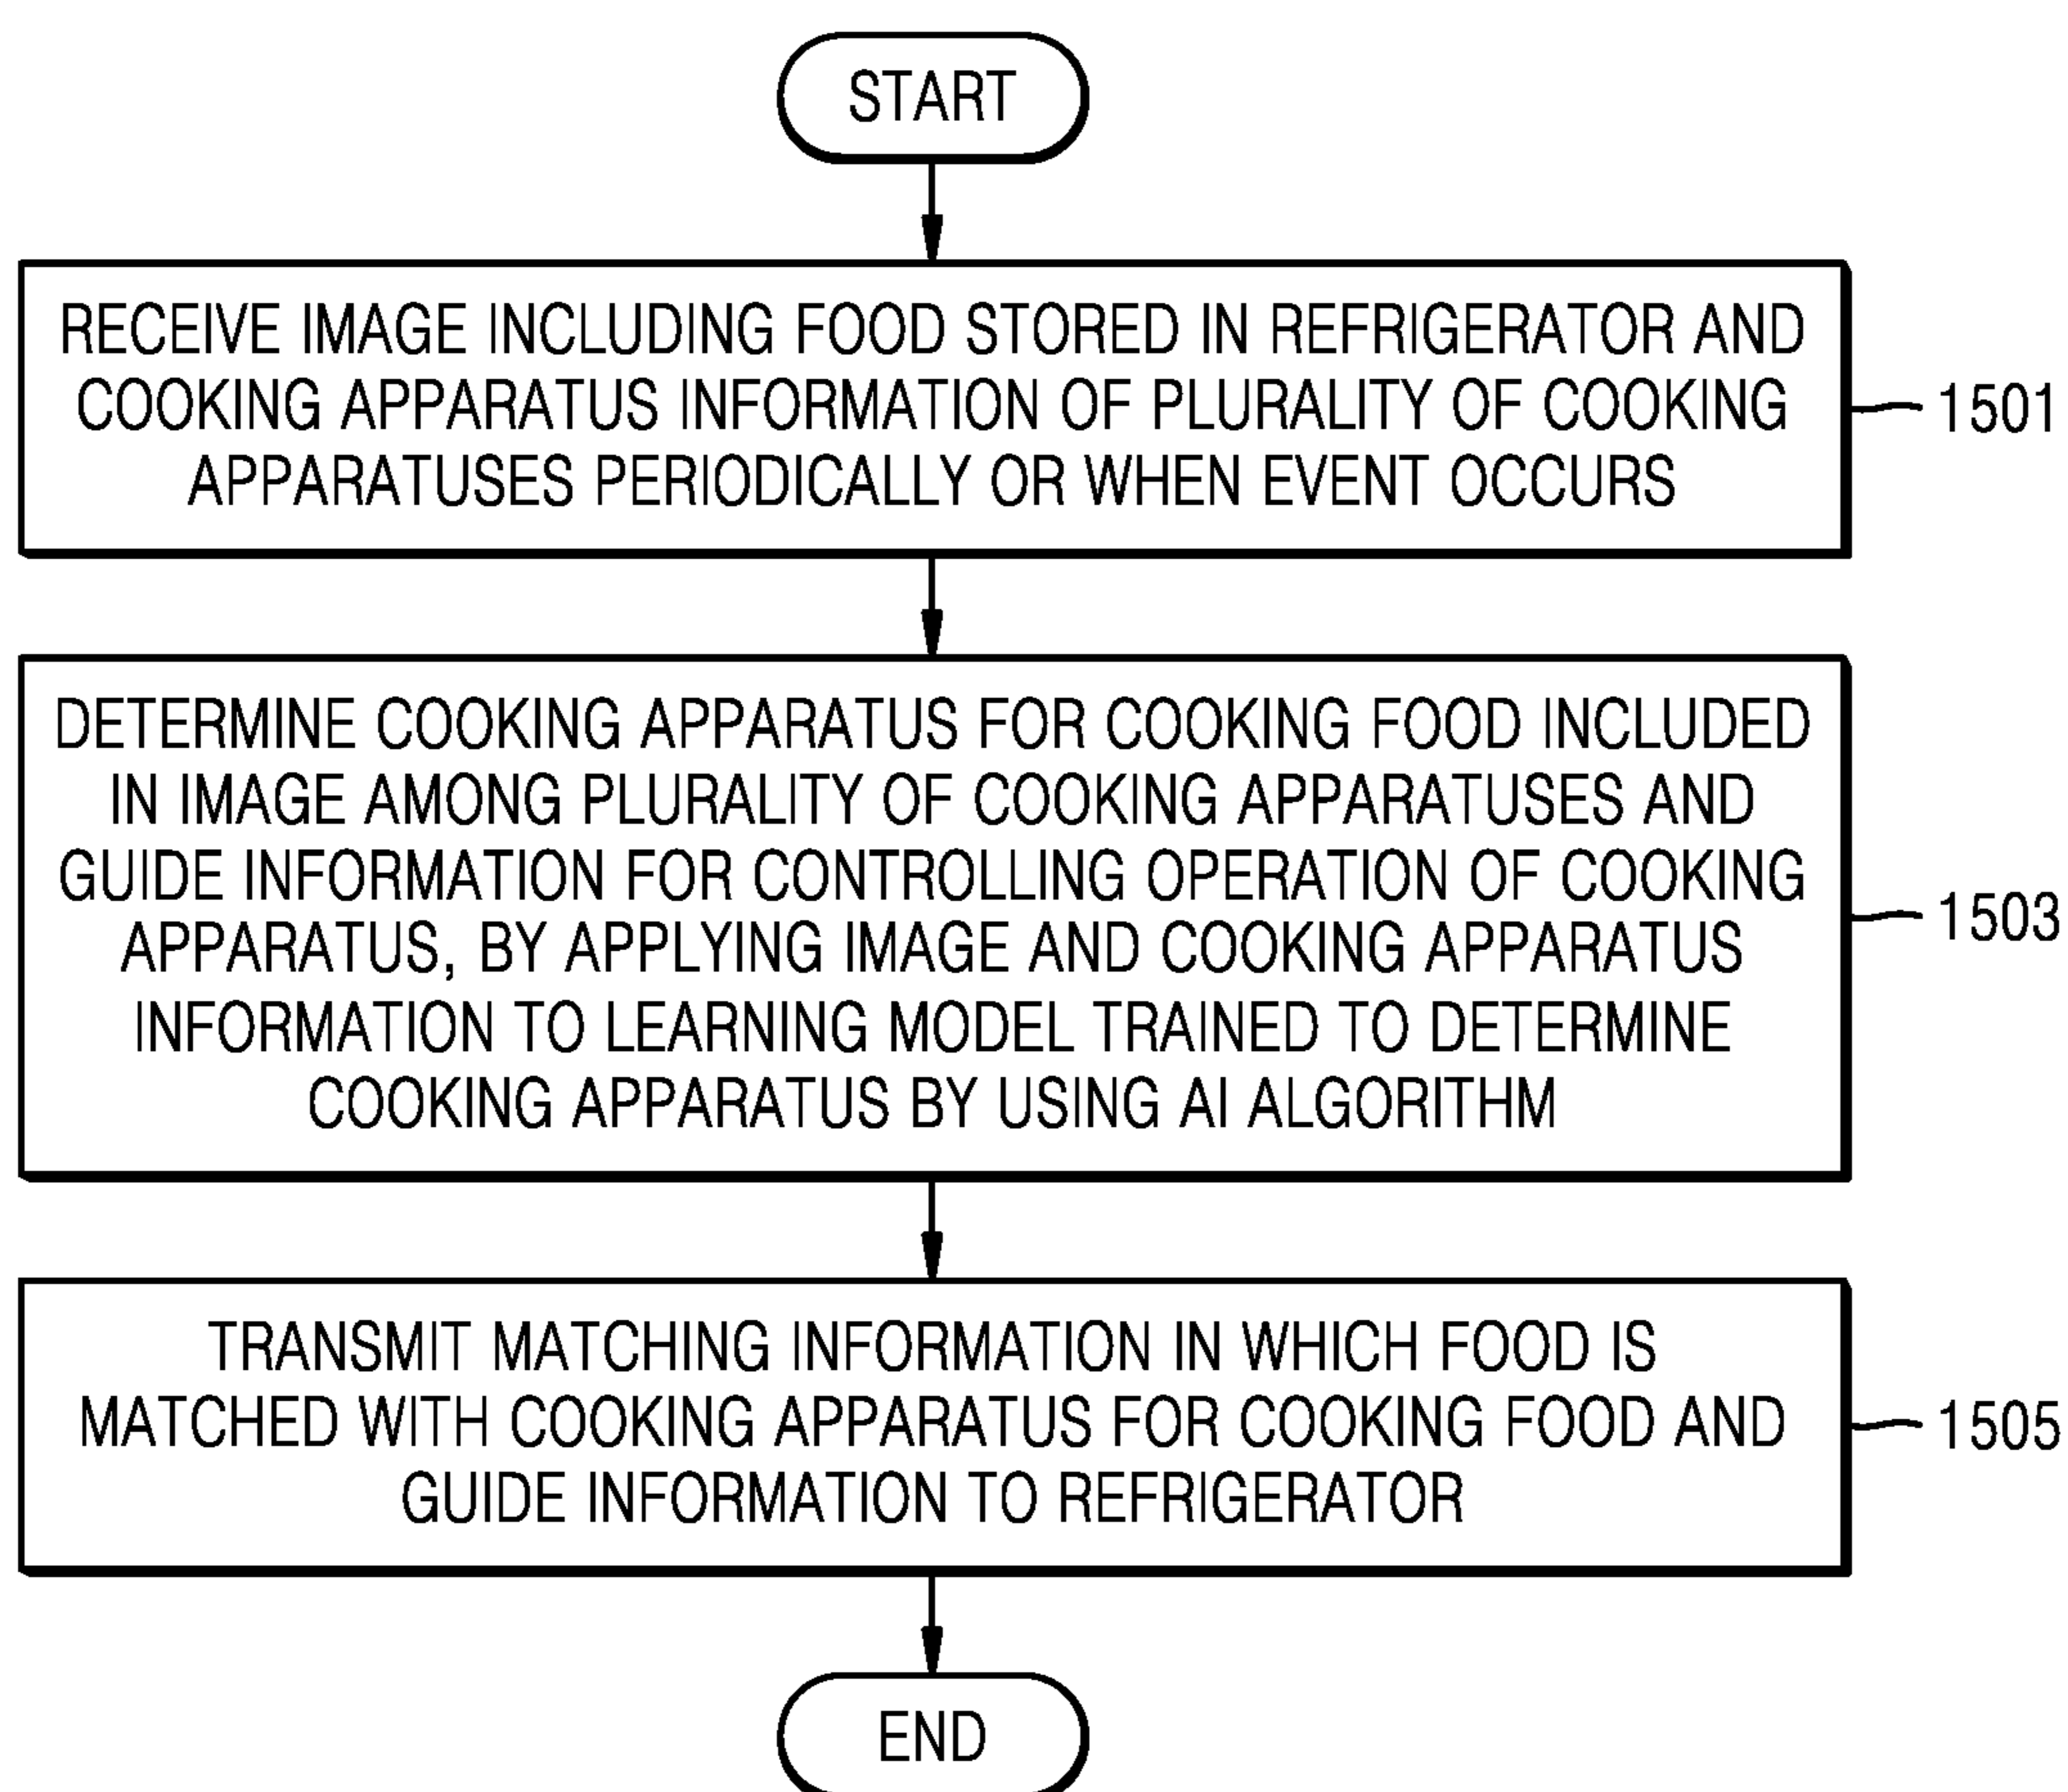 START
RECEIVE IMAGE INCLUDING FOOD STORED IN REFRIGERATOR AND
COOKING APPARATUS INFORMATION OF PLURALITY OF COOKING
APPARATUSES PERIODICALLY OR WHEN EVENT OCCURS
1501
DETERMINE COOKING APPARATUS FOR COOKING FOOD INCLUDED
IN IMAGE AMONG PLURALITY OF COOKING APPARATUSES AND
GUIDE INFORMATION FOR CONTROLLING OPERATION OF COOKING
APPARATUS, BY APPLYING IMAGE AND COOKING APPARATUS
INFORMATION TO LEARNING MODEL TRAINED TO DETERMINE
COOKING APPARATUS BY USING AI ALGORITHM
1503
TRANSMIT MATCHING INFORMATION IN WHICH FOOD IS
MATCHED WITH COOKING APPARATUS FOR COOKING FOOD AND
GUIDE INFORMATION TO REFRIGERATOR
1505
END